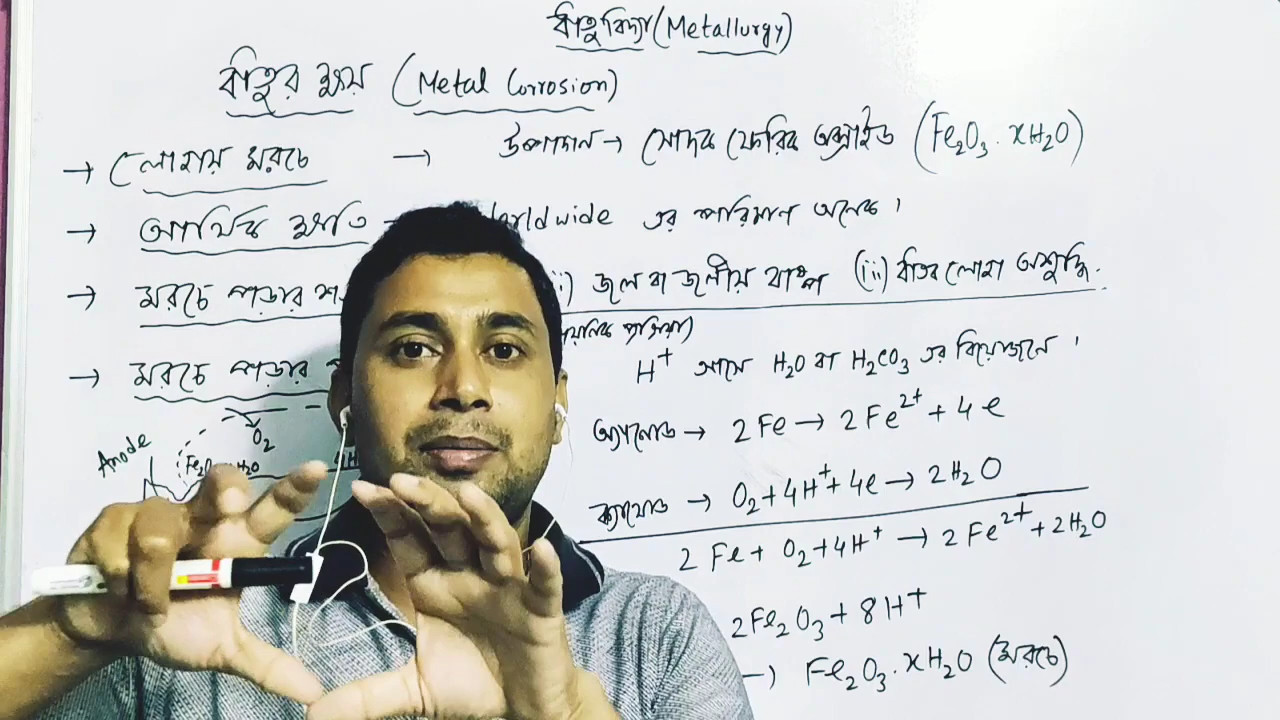 ধাতুবিদ্যা (Metallurgy)
ধাতুর ক্ষয় (Metal Corrosion)
→ লোহায় মরচে → উপাদান → সোদক ফেরিক অক্সাইড (Fe₂O₃. xH₂O)
→ আর্থিক ক্ষতি Worldwide এর পরিমাণ অনেক।
→ মরচে পড়ার জল বা জলীয় বাষ্প (iii) ধাতব লোহা অশুদ্ধি.
→ মরচে পড়ার প্রক্রিয়া)
H⁺ আসে H₂O বা H₂CO₃ এর বিয়োজনে।
Anode O₂
অ্যানোড → 2Fe → 2Fe²⁺ + 4e
ক্যাথোড → O₂ + 4H⁺ + 4e → 2H₂O
2Fe + O₂ + 4H⁺ → 2Fe²⁺ + 2H₂O
2Fe₂O₃ + 8H⁺
→ Fe₂O₃. xH₂O (মরচে)